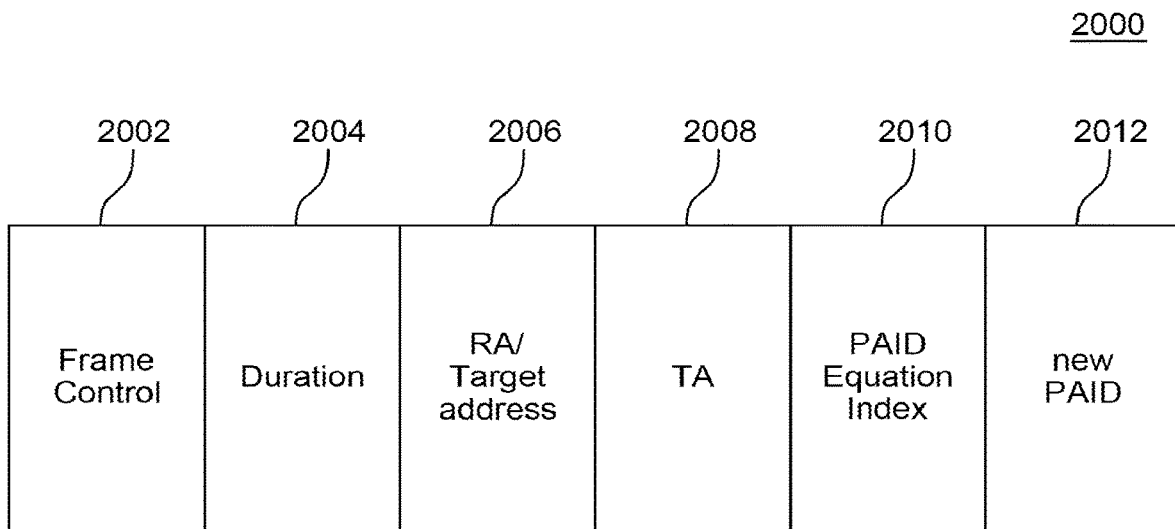 2000
2002 2004 2006 2008 2010 2012
Frame
Control
Duration
RA/
Target
address
TA
PAID
Equation
Index
new
PAID